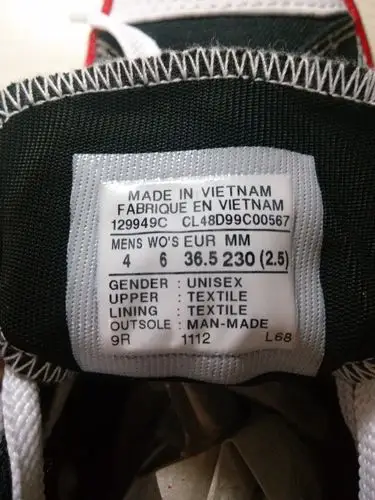 MADE IN VIETNAM
FABRIQUE EN VIETNAM
129949C CL48D99C00567
MENS WO'S EUR MM
4 6 36.5 230 (2.5)
GENDER : UNISEX
UPPER : TEXTILE
LINING : TEXTILE
OUTSOLE : MAN-MADE
9R 1112 L68